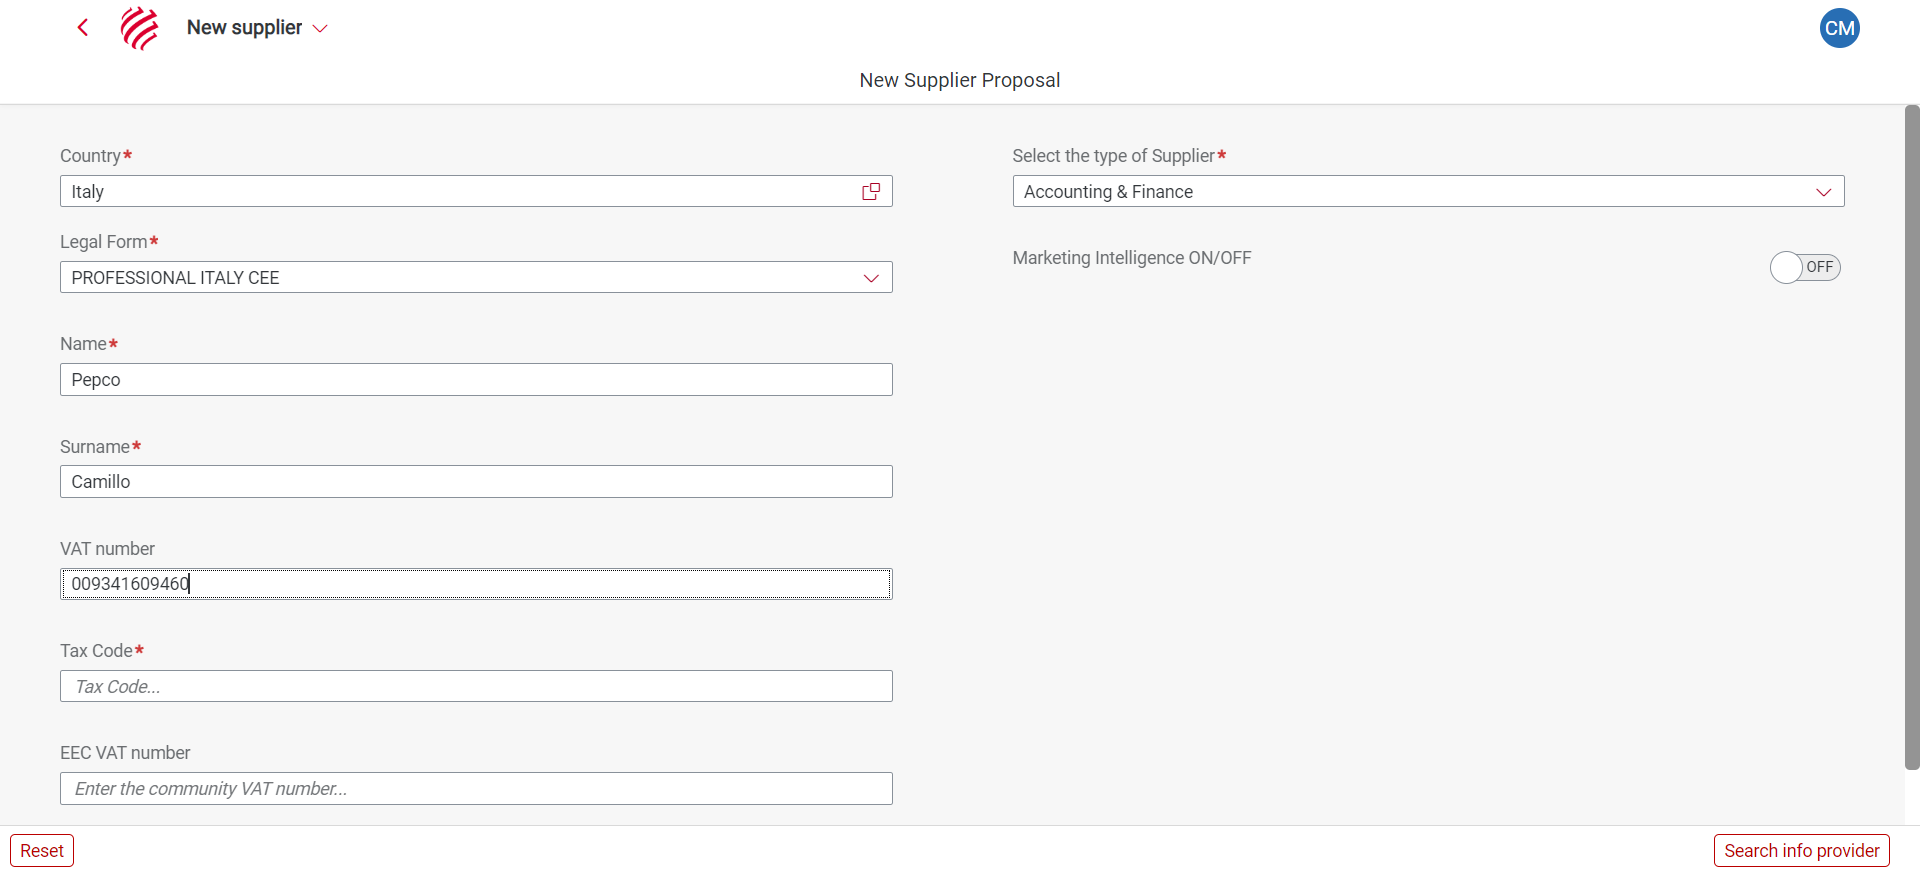 New supplier
CM
New Supplier Proposal
Country*
Italy
Legal Form*
PROFESSIONAL ITALY CEE
Name*
Pepco
Surname*
Camillo
VAT number
009341609460
Tax Code*
Tax Code...
EEC VAT number
Enter the community VAT number...
Select the type of Supplier*
Accounting & Finance
Marketing Intelligence ON/OFF
OFF
Reset
Search info provider